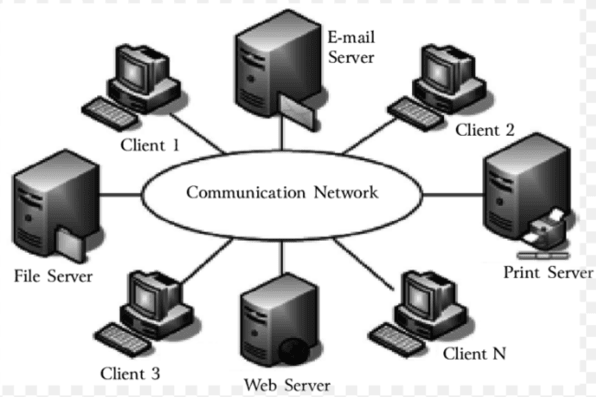 E-mail
Server
Client 1
Client 2
Communication Network
File Server
Print Server
Client 3
Web Server
Client N